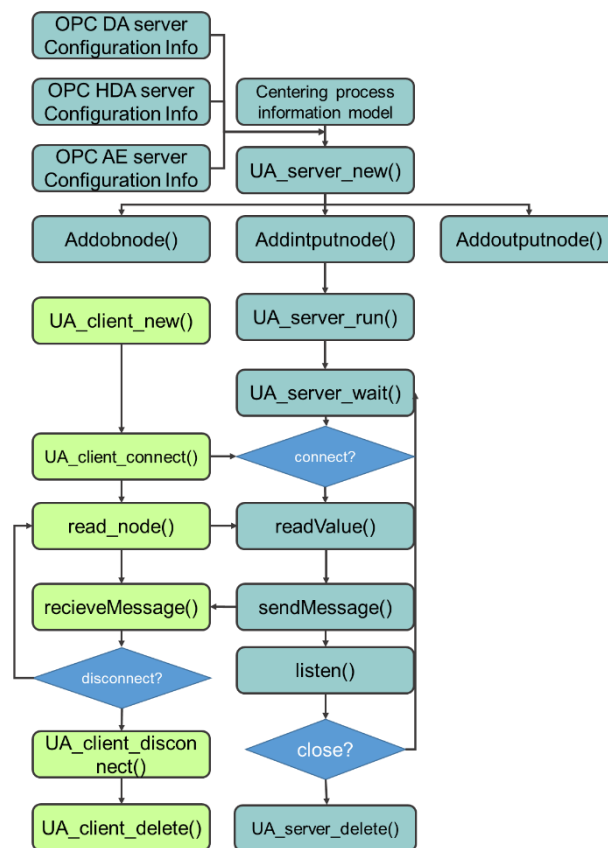 OPC DA server
Configuration Info
OPC HDA server
Configuration Info
Centering process
information model
OPC AE server
Configuration Info
UA_server_new()
Addobnode()
Addintputnode()
Addoutputnode()
UA_client_new()
UA_server_run()
UA_server_wait()
UA_client_connect()
connect?
read_node()
readValue()
recieveMessage()
sendMessage()
disconnect?
listen()
UA_client_discon
nect()
close?
UA_client_delete()
UA_server_delete()